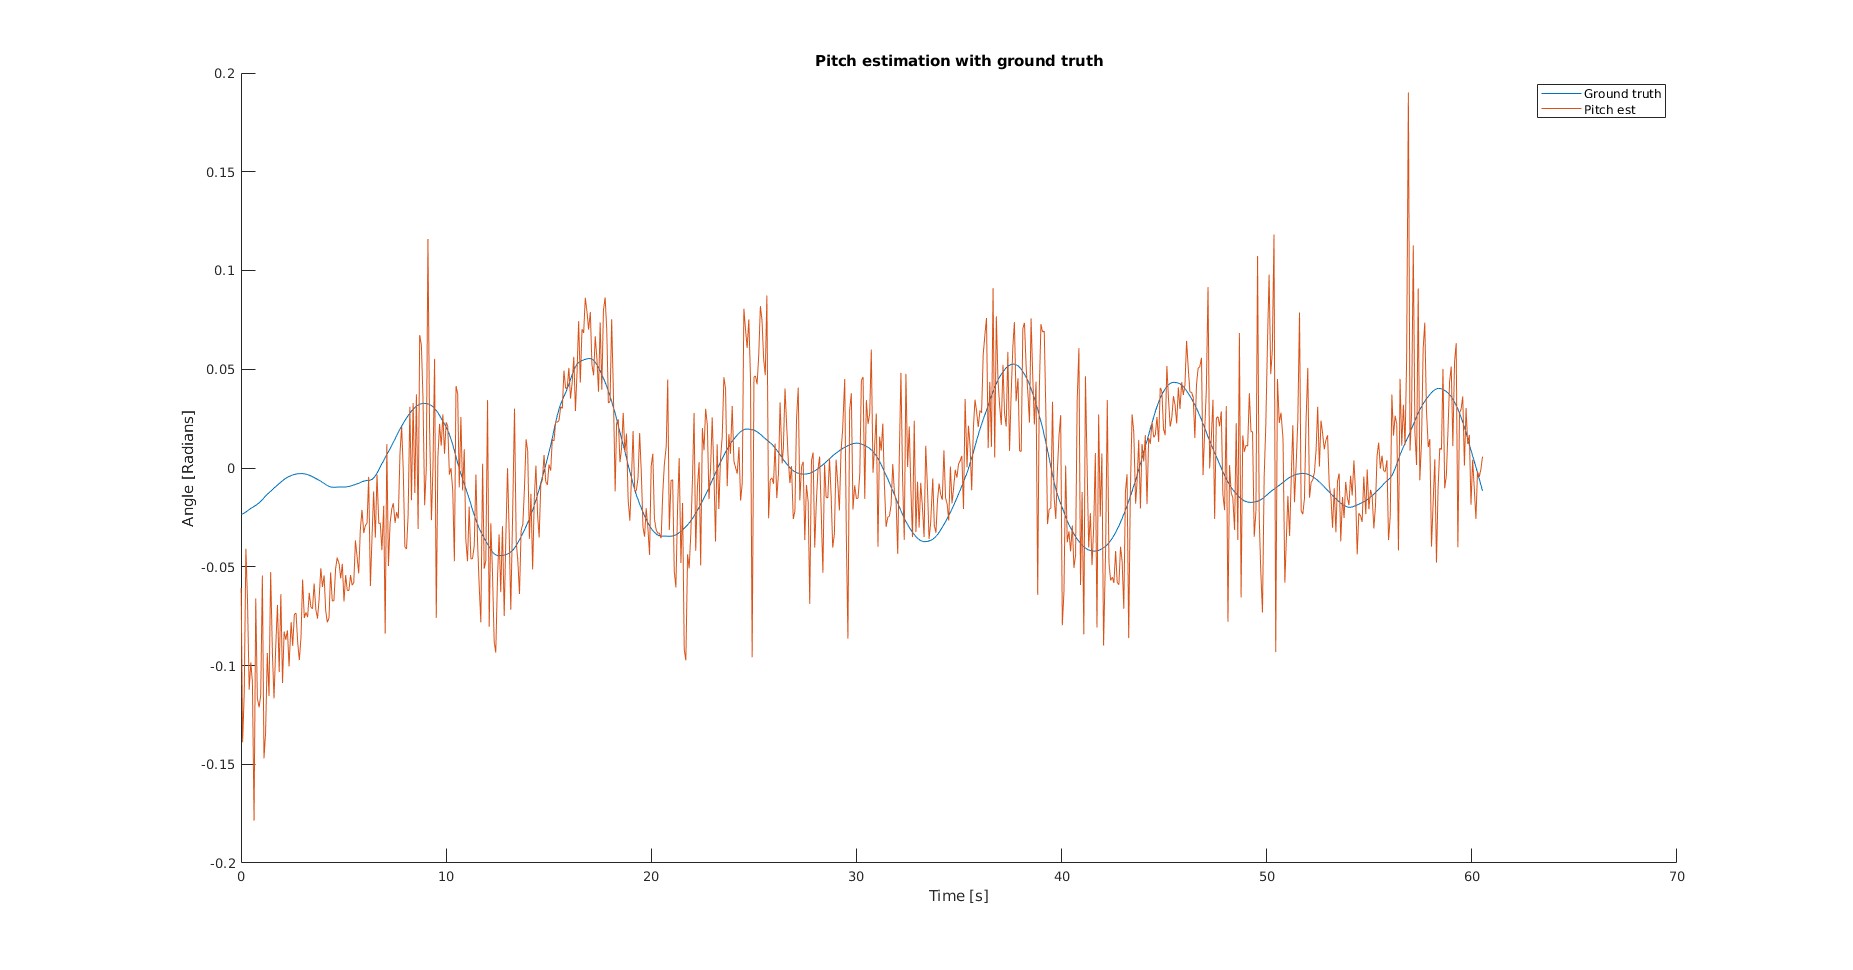 Pitch estimation with ground truth
0.2
Ground truth
Pitch est
0.15
0.1
0.05
0
-0.05
-0.1
-0.15
-0.2
Angle [Radians]
0 10 20 30 40 50 60 70
Time [s]